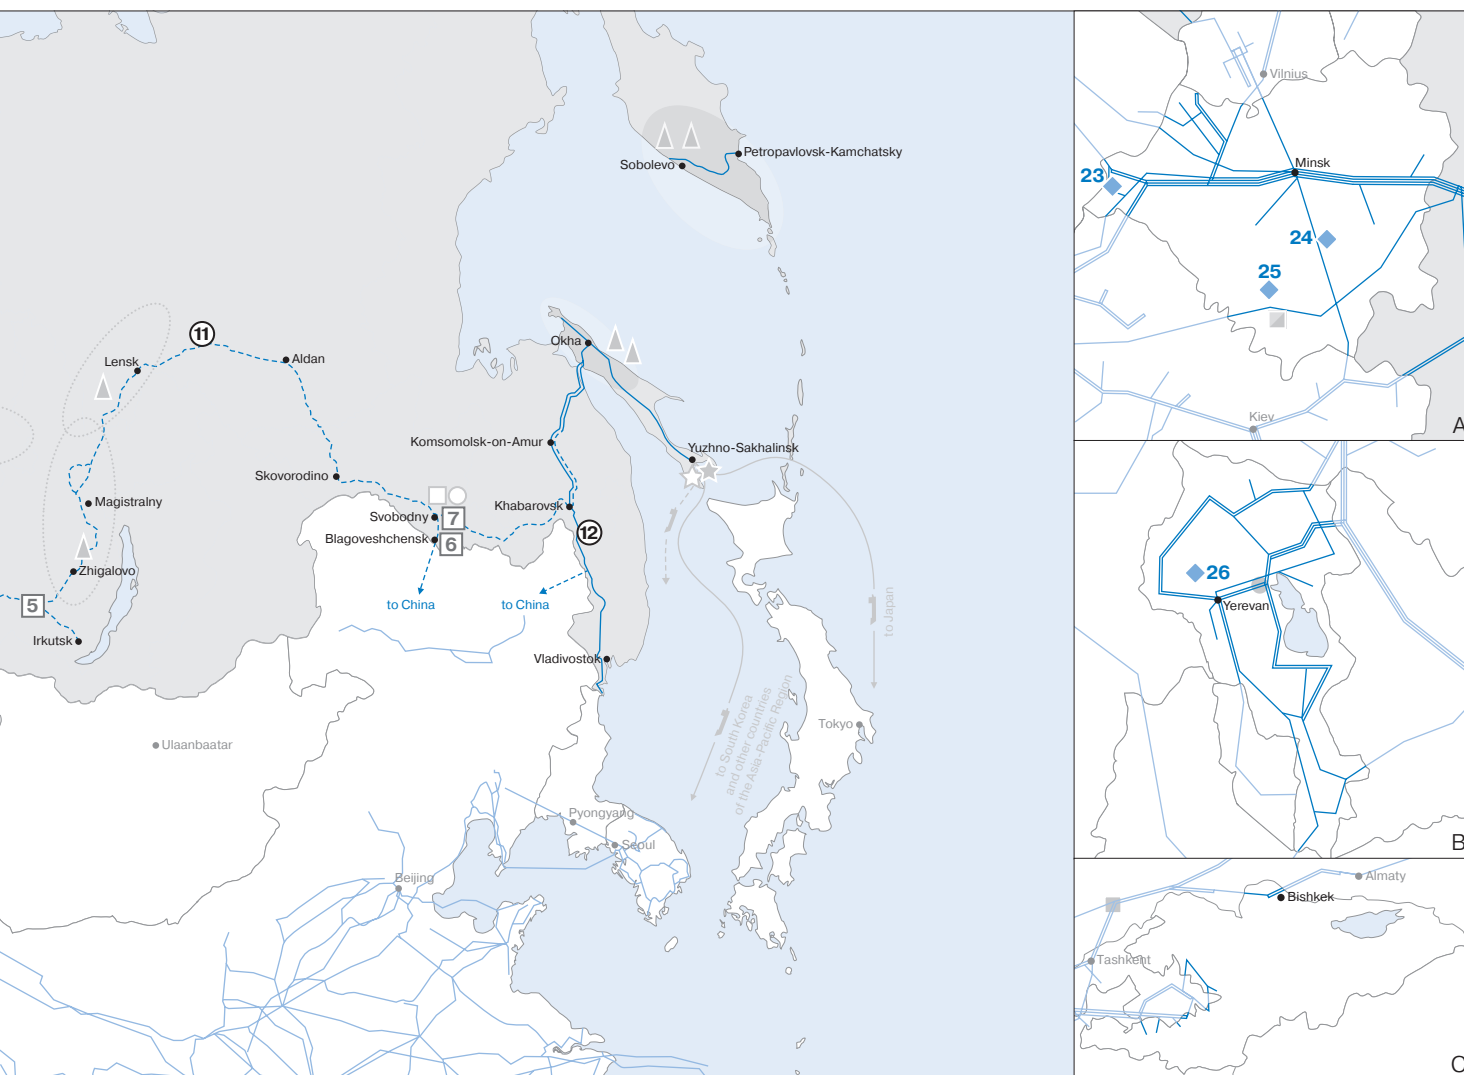 Petropavlovsk-Kamchatsky
Sobolevo
11
Lensk
Aldan
Okha
Komsomolsk-on-Amur
Yuzhno-Sakhalinsk
Skovorodino
Magistralny
Khabarovsk
Svobodny
7
12
Blagoveshchensk
6
Zhigalovo
5
to China
to China
to Japan
Irkutsk
Vladivostok
to South Korea
and other countries
of the Asia-Pacific Region
Tokyo
Ulaanbaatar
Pyongyang
Seoul
Beijing
Vilnius
Minsk
23
24
25
Kiev
A
26
Yerevan
B
Almaty
Bishkek
Tashkent
C